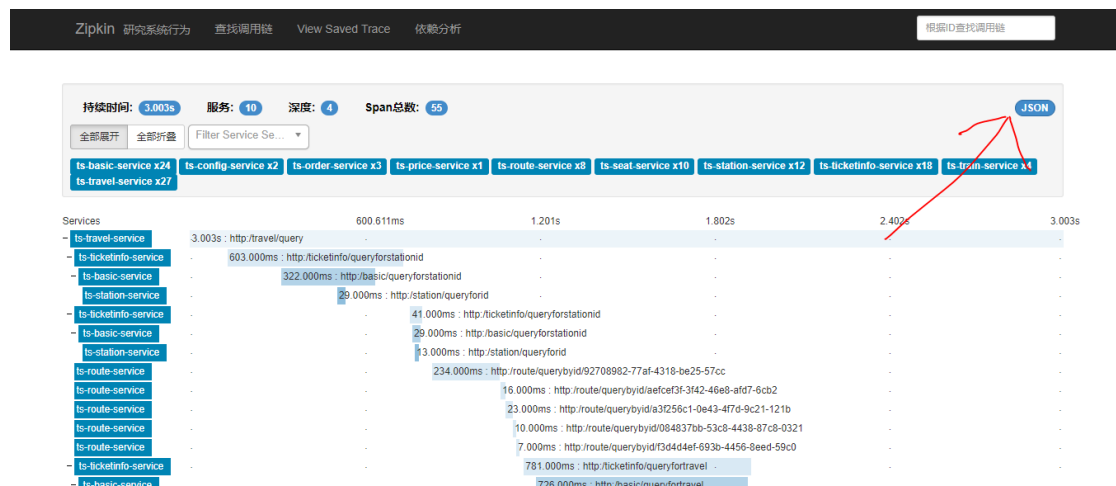 Zipkin 研究系统行为 查找调用链 View Saved Trace 依赖分析 根据ID查找调用链
持续时间: 3.003s 服务: 10 深度: 4 Span总数: 55 JSON
全部展开 全部折叠 Filter Service Se...
ts-basic-service x24 ts-config-service x2 ts-order-service x3 ts-price-service x1 ts-route-service x8 ts-seat-service x10 ts-station-service x12 ts-ticketinfo-service x18 ts-train-service x4
ts-travel-service x27
Services 600.611ms 1.201s 1.802s 2.402s 3.003s
- ts-travel-service 3.003s : http:/travel/query
- ts-ticketinfo-service 603.000ms : http:/ticketinfo/queryforstationid
- ts-basic-service 322.000ms : http:/basic/queryforstationid
ts-station-service 29.000ms : http:/station/queryforid
- ts-ticketinfo-service 41.000ms : http:/ticketinfo/queryforstationid
- ts-basic-service 29.000ms : http:/basic/queryforstationid
ts-station-service 13.000ms : http:/station/queryforid
ts-route-service 234.000ms : http:/route/querybyid/92708982-77af-4318-be25-57cc
ts-route-service 16.000ms : http:/route/querybyid/aefcef3f-3f42-46e8-afd7-6cb2
ts-route-service 23.000ms : http:/route/querybyid/a3f256c1-0e43-4f7d-9c21-121b
ts-route-service 10.000ms : http:/route/querybyid/084837bb-53c8-4438-87c8-0321
ts-route-service 7.000ms : http:/route/querybyid/f3d4d4ef-693b-4456-8eed-59c0
- ts-ticketinfo-service 781.000ms : http:/ticketinfo/queryfortravel
- ts-basic-service 726.000ms : http:/basic/queryfortravel